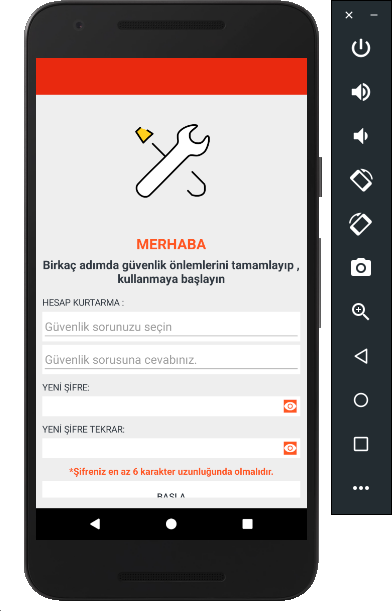 MERHABA
Birkaç adımda güvenlik önlemlerini tamamlayıp ,
kullanmaya başlayın
HESAP KURTARMA :
Güvenlik sorunuzu seçin
Güvenlik sorusuna cevabınız.
YENİ ŞİFRE:
YENİ ŞİFRE TEKRAR:
*Şifreniz en az 6 karakter uzunluğunda olmalıdır.
BAŞLA